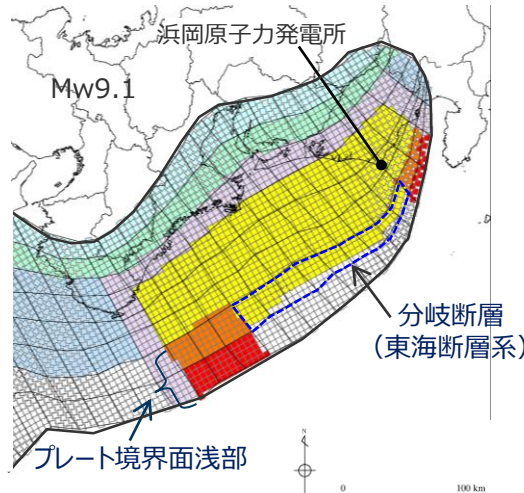 浜岡原子力発電所
Mw9.1
分岐断層
（東海断層系）
プレート境界面浅部
N
0 100 km